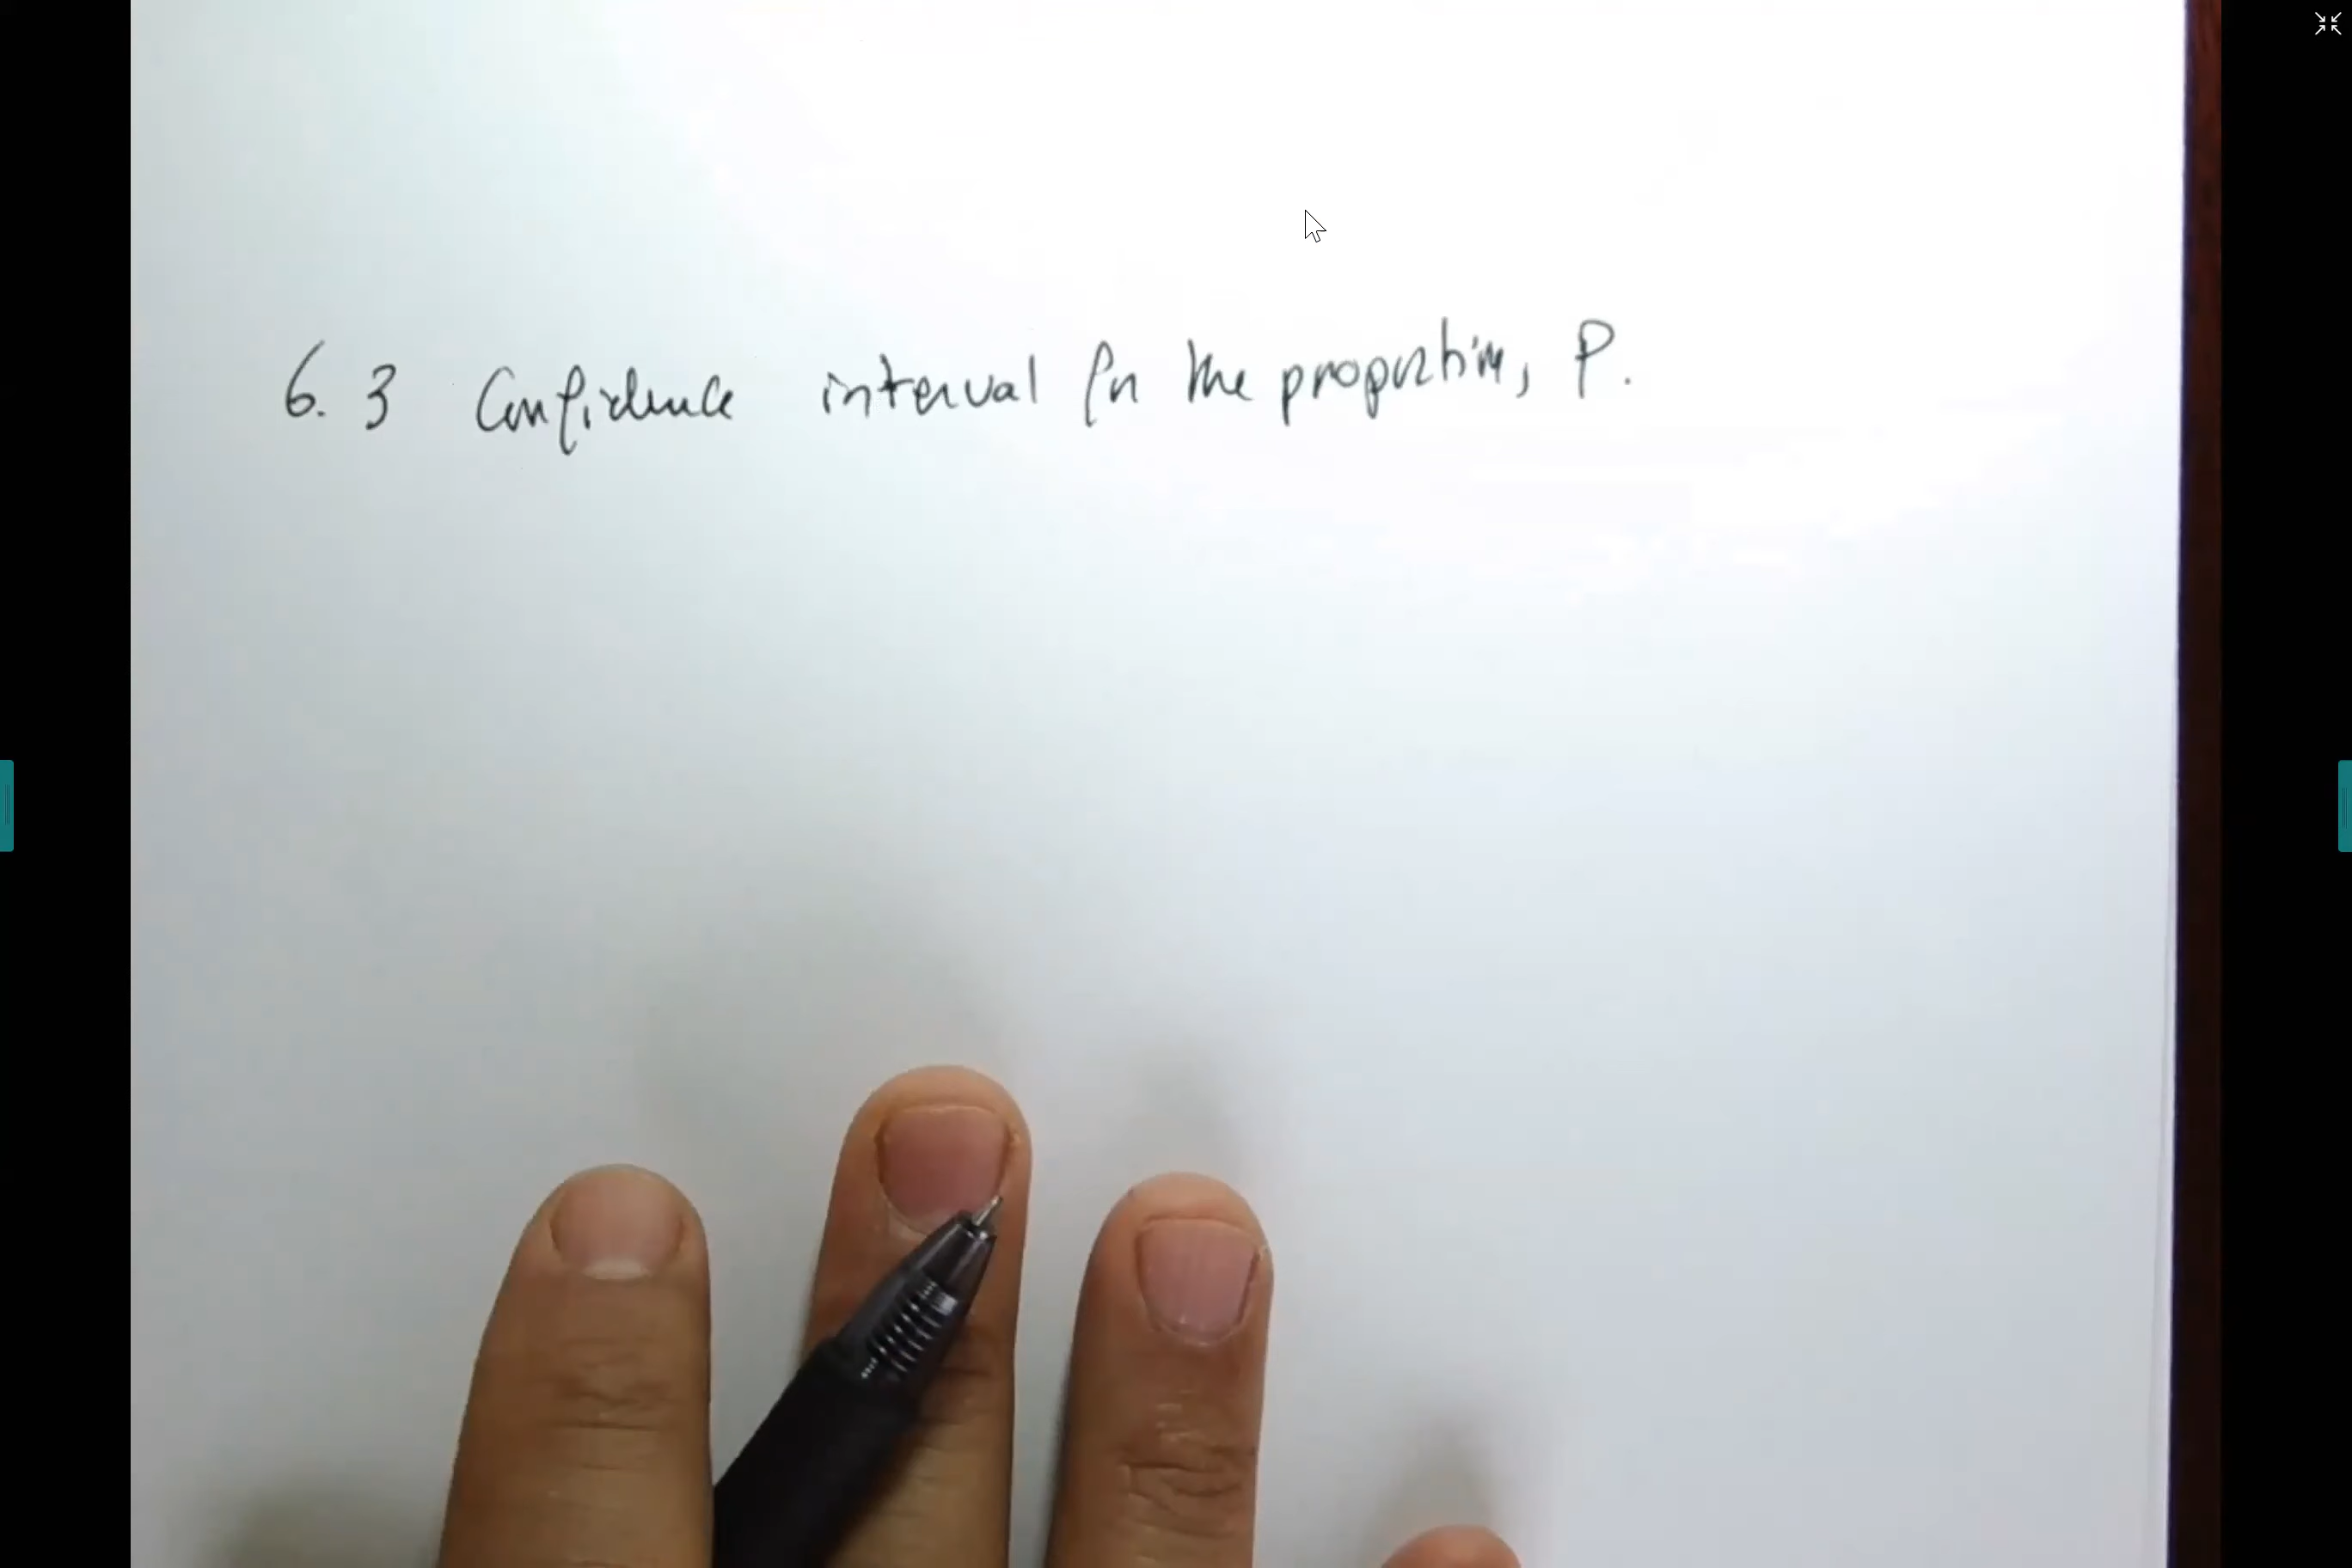 6.3 Confidence interval for the proportion, P.